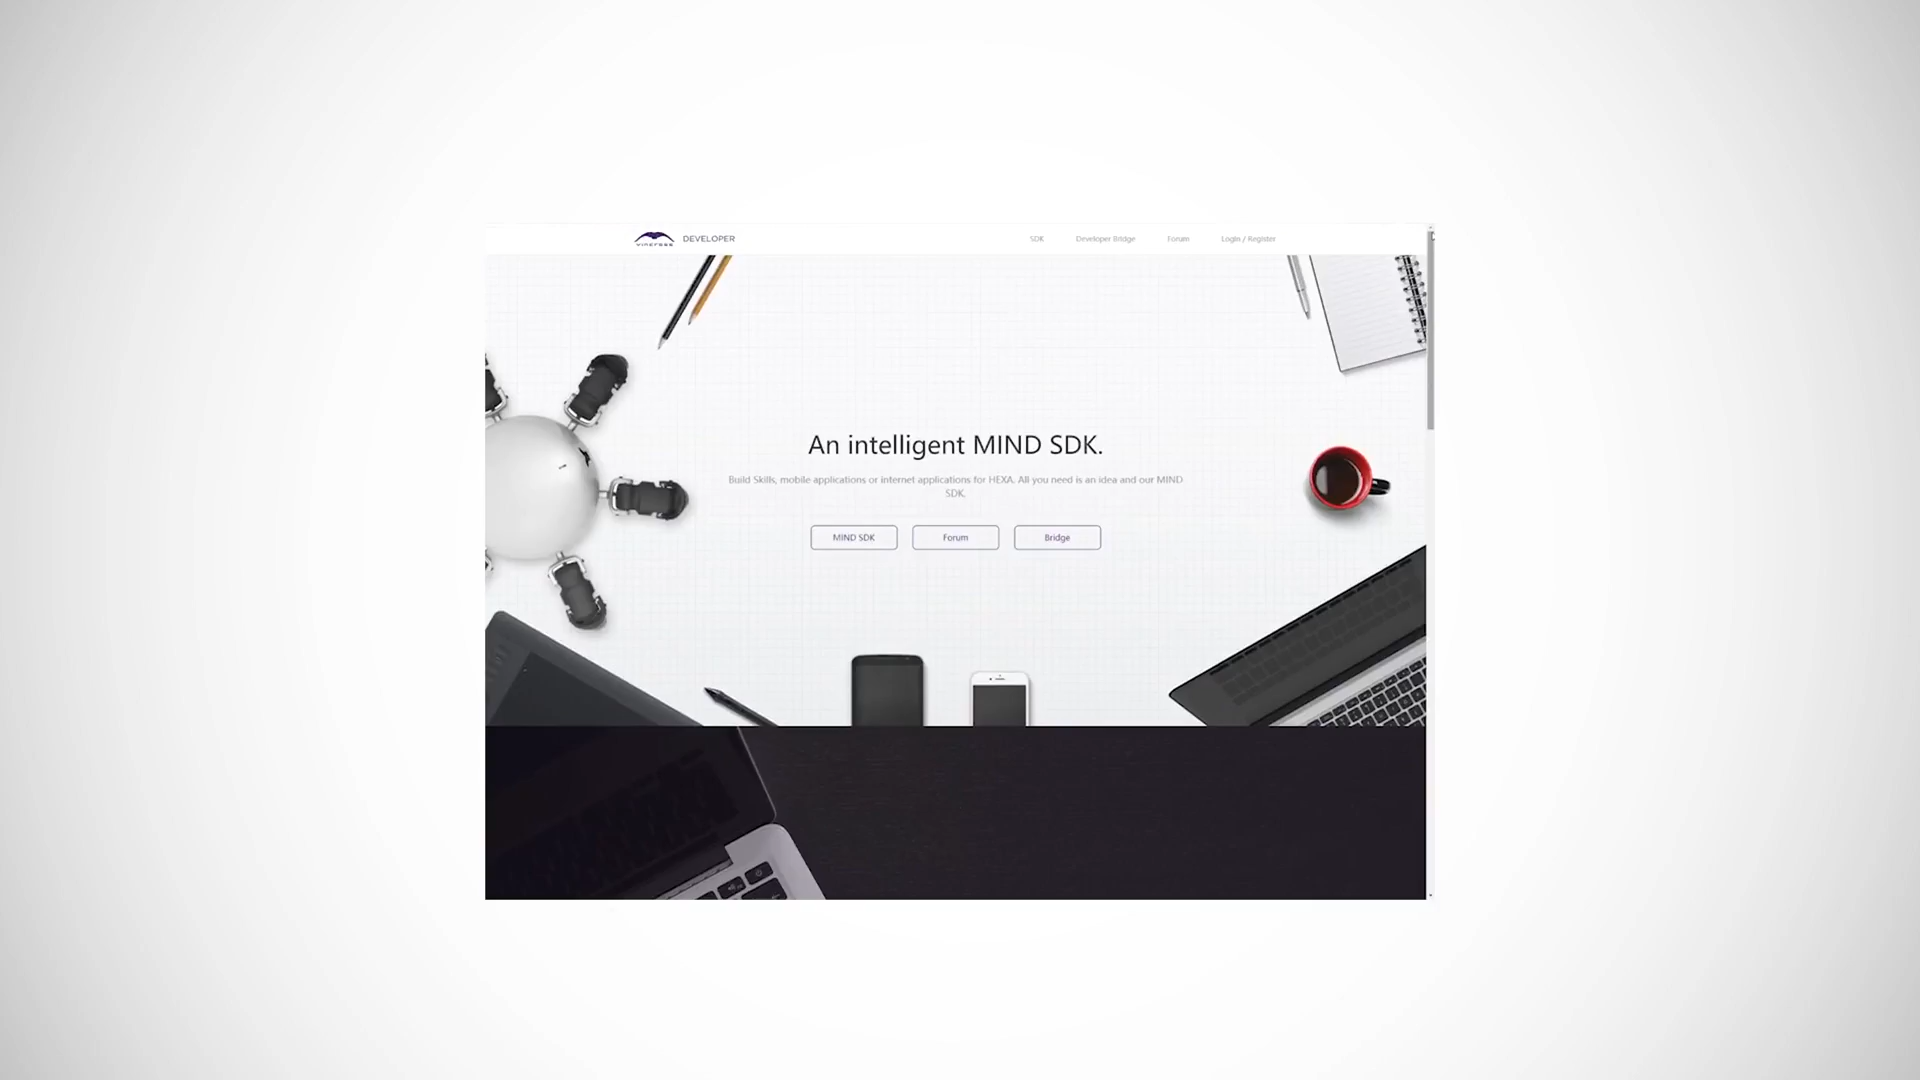 VINCROSS DEVELOPER
SDK
Developer Bridge
Forum
Login / Register
An intelligent MIND SDK.
Build Skills, mobile applications or internet applications for HEXA. All you need is an idea and our MIND
SDK.
MIND SDK
Forum
Bridge